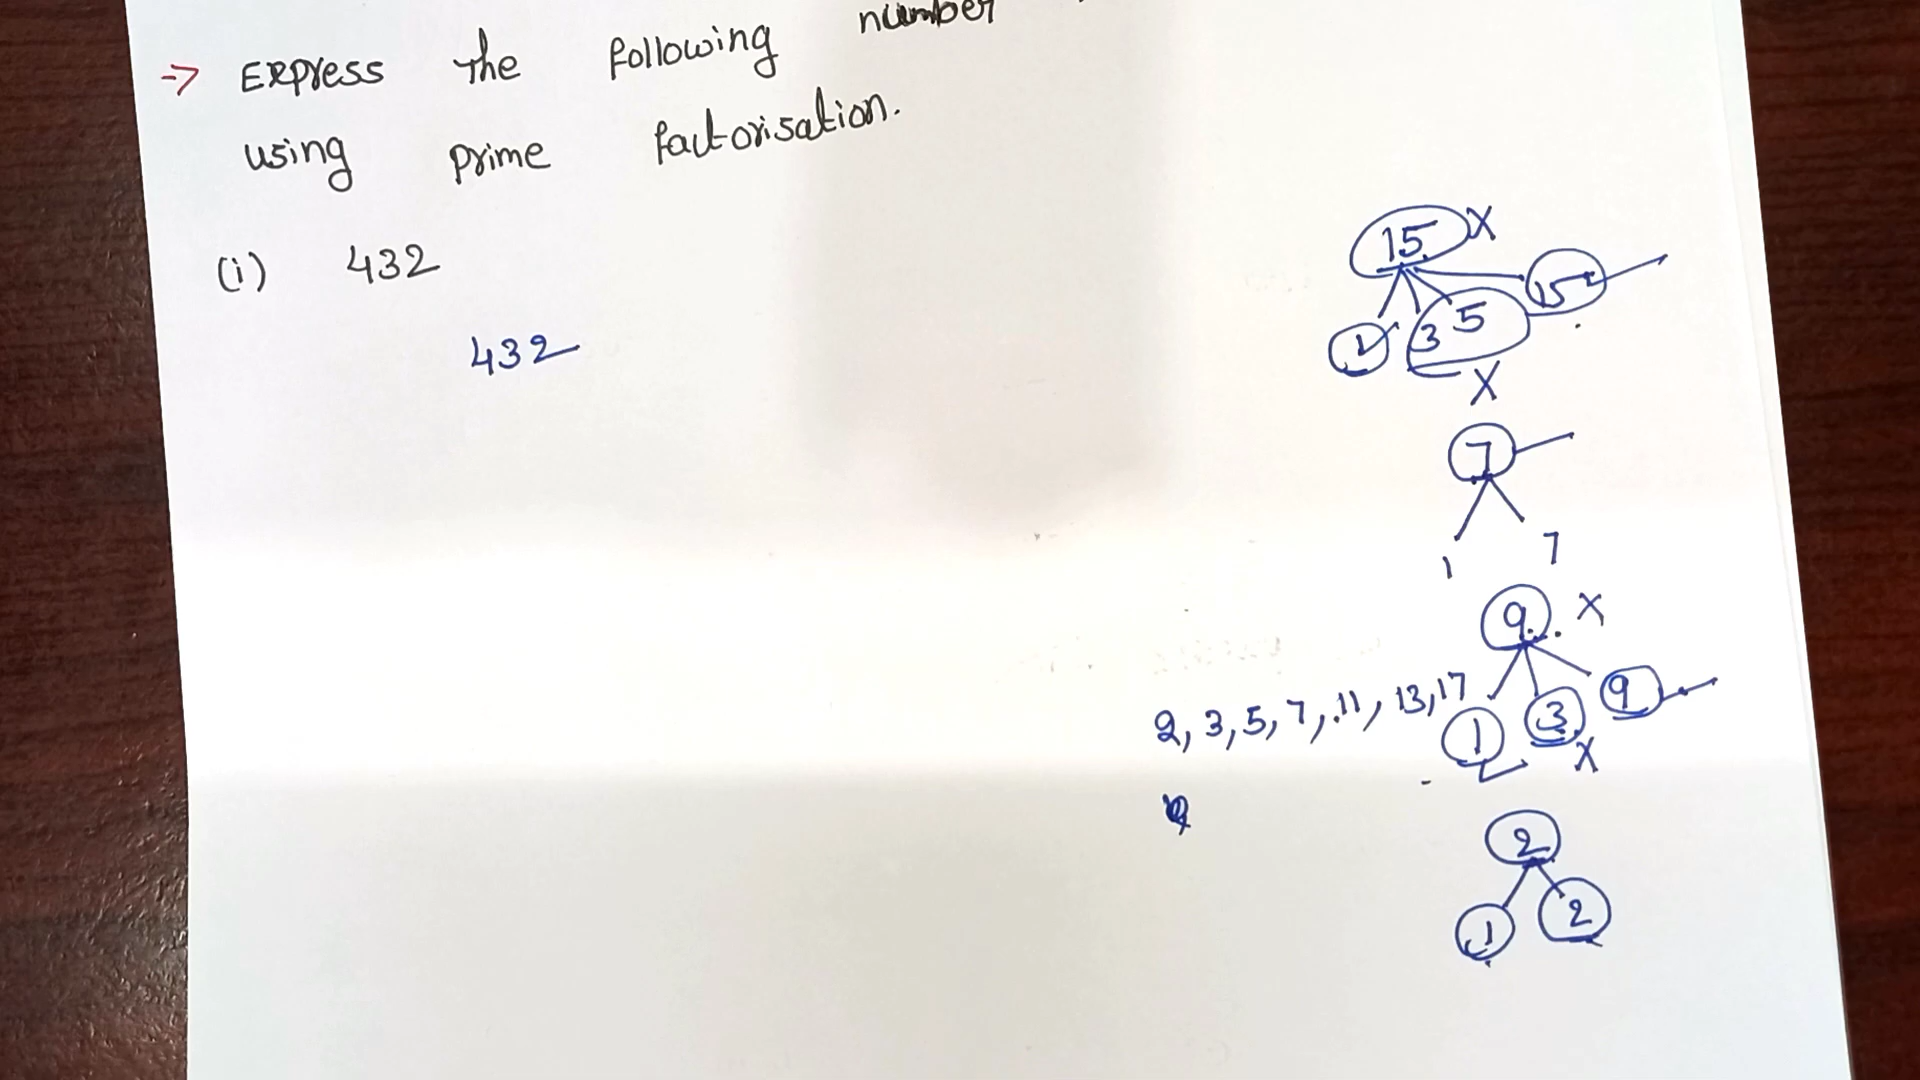 → Express the following number
using prime factorisation.
(i) 432
432
15 X
1 3 5 15
X
7
1 7
9 X
2, 3, 5, 7, 11, 13, 17
1 3 9
X
2
1 2